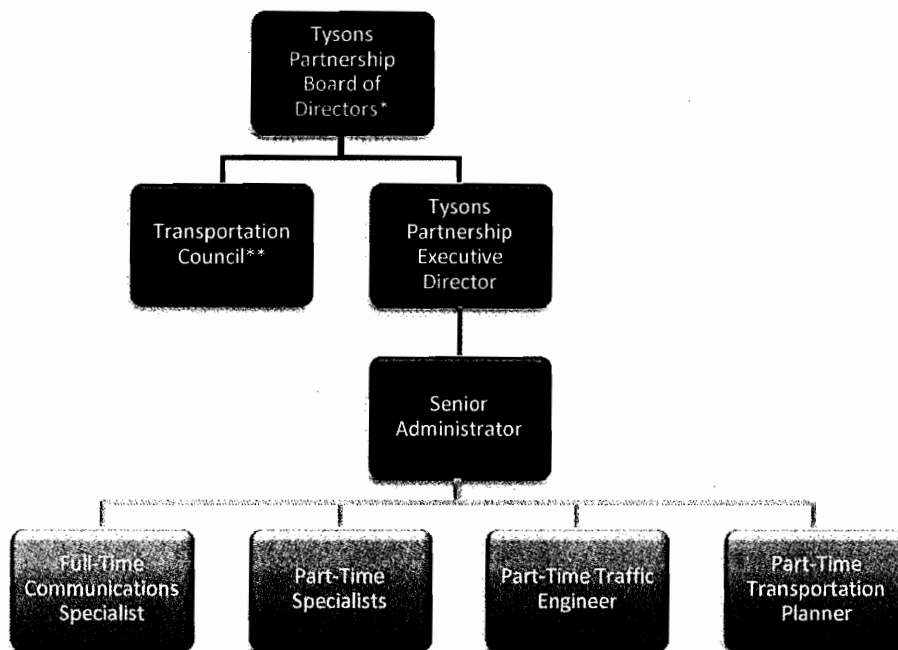 Tysons
Partnership
Board of
Directors*
Transportation
Council**
Tysons
Partnership
Executive
Director
Senior
Administrator
Full-Time
Communications
Specialist
Part-Time
Specialists
Part-Time Traffic
Engineer
Part-Time
Transportation
Planner